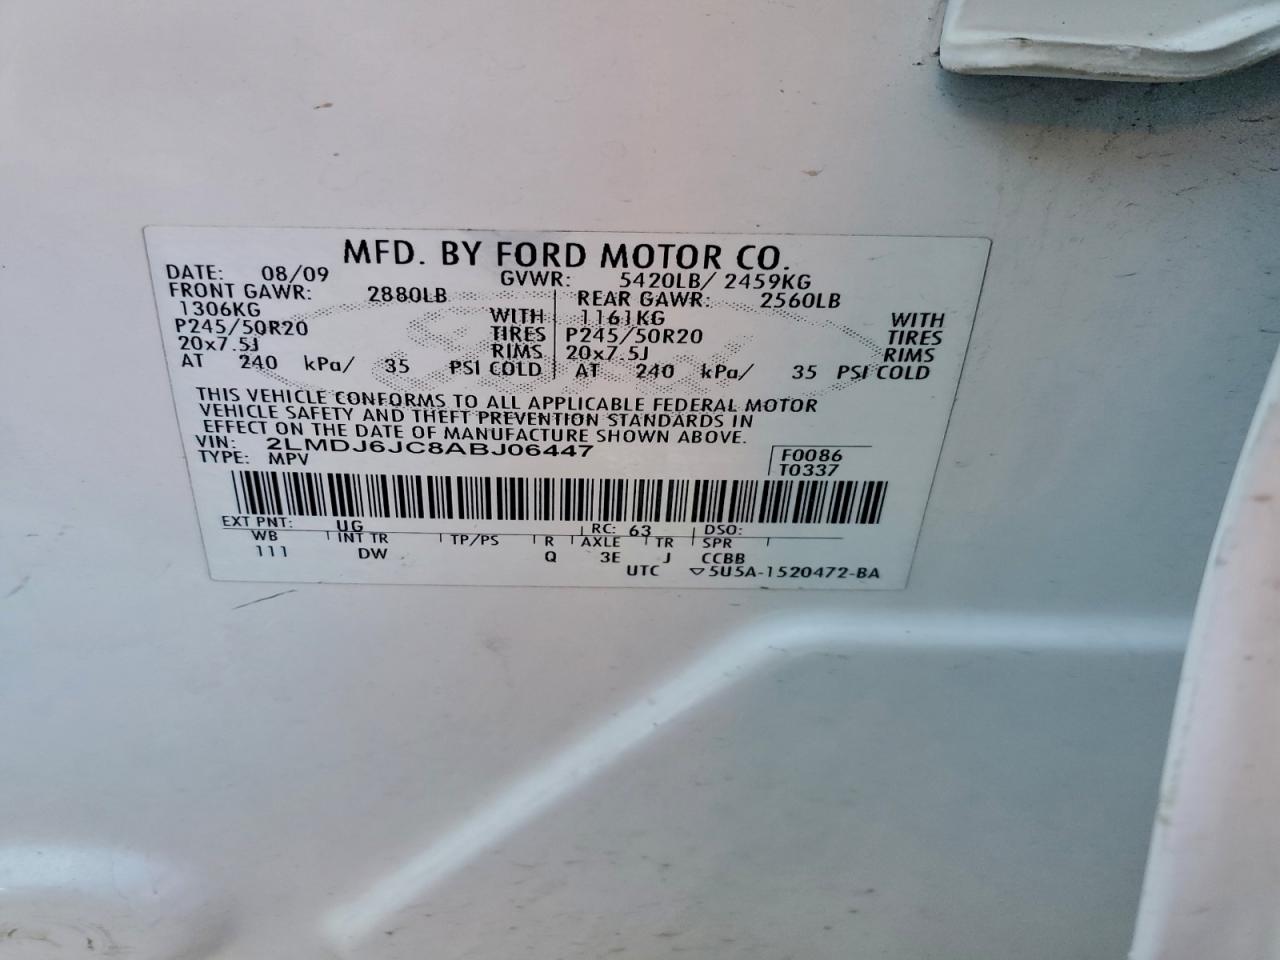 MFD. BY FORD MOTOR CO.
DATE: 08/09 GVWR: 5420LB/ 2459KG
FRONT GAWR: 2880LB REAR GAWR: 2560LB
1306KG WITH 1161KG WITH
P245/50R20 TIRES P245/50R20 TIRES
20x7.5J RIMS 20x7.5J RIMS
AT 240 kPa/ 35 PSI COLD AT 240 kPa/ 35 PSI COLD
THIS VEHICLE CONFORMS TO ALL APPLICABLE FEDERAL MOTOR
VEHICLE SAFETY AND THEFT PREVENTION STANDARDS IN
EFFECT ON THE DATE OF MANUFACTURE SHOWN ABOVE.
VIN: 2LMDJ6JC8ABJ06447 F0086
TYPE: MPV T0337
EXT PNT: UG RC: 63 DSO:
WB INT TR TP/PS R AXLE TR SPR
111 DW Q 3E J CCBB
UTC ▽5U5A-1520472-BA